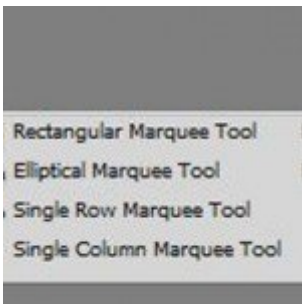 Rectangular Marquee Tool
Elliptical Marquee Tool
Single Row Marquee Tool
Single Column Marquee Tool